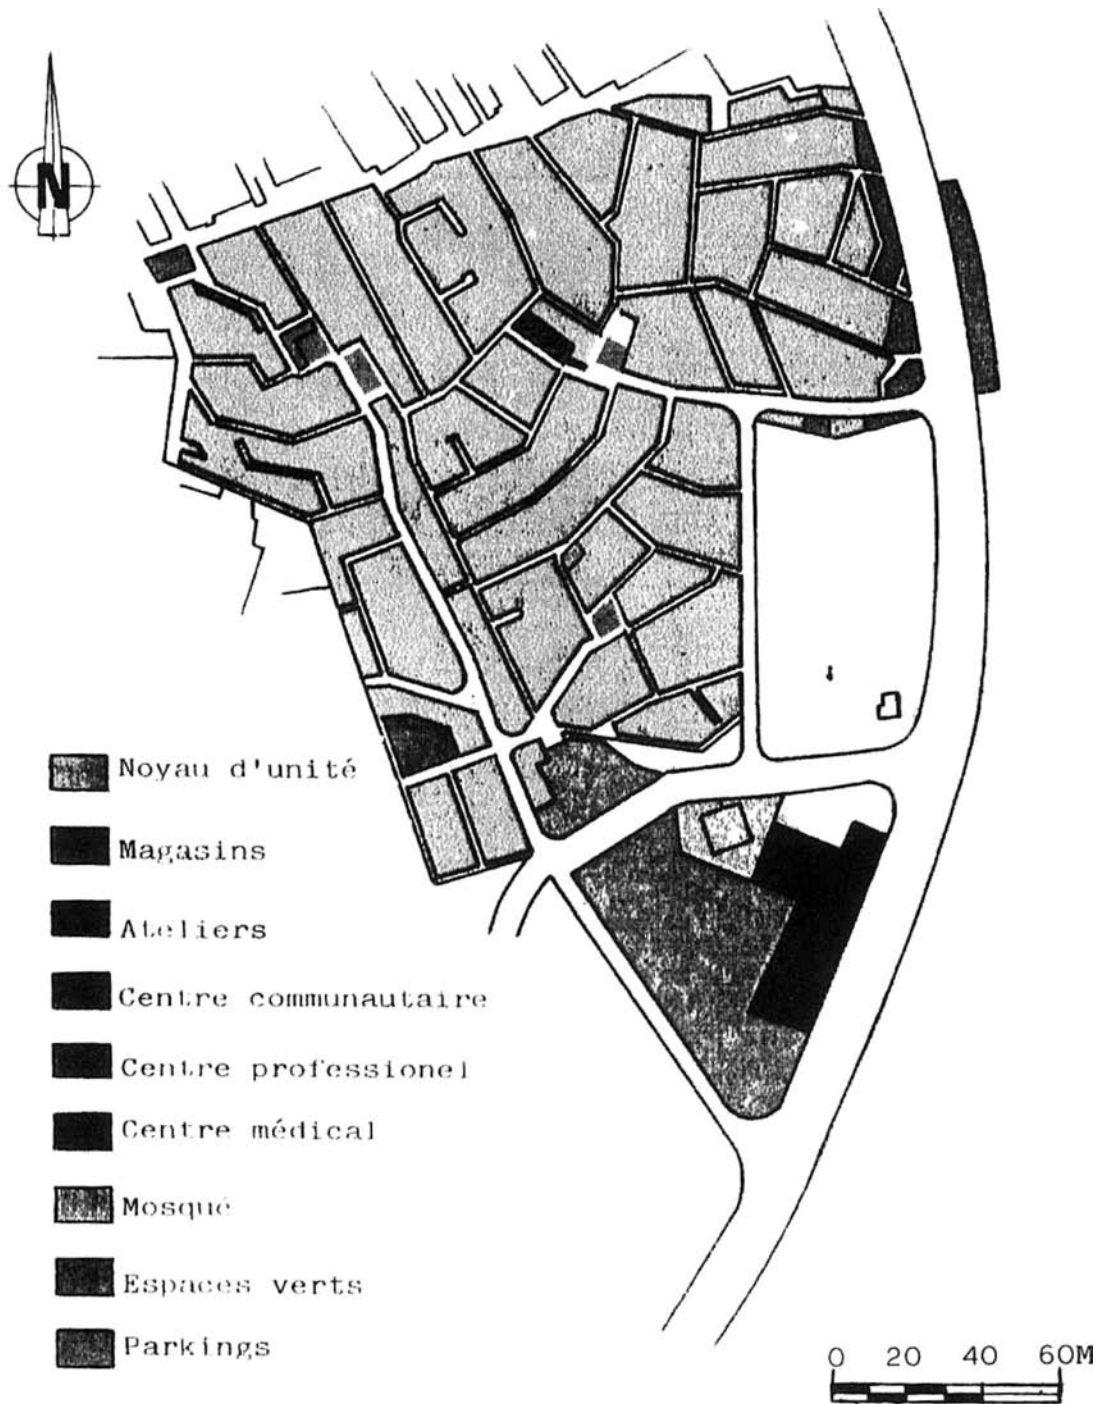 N
Noyau d'unité
Magasins
Ateliers
Centre communautaire
Centre professionel
Centre médical
Mosqué
Espaces verts
Parkings
0 20 40 60M